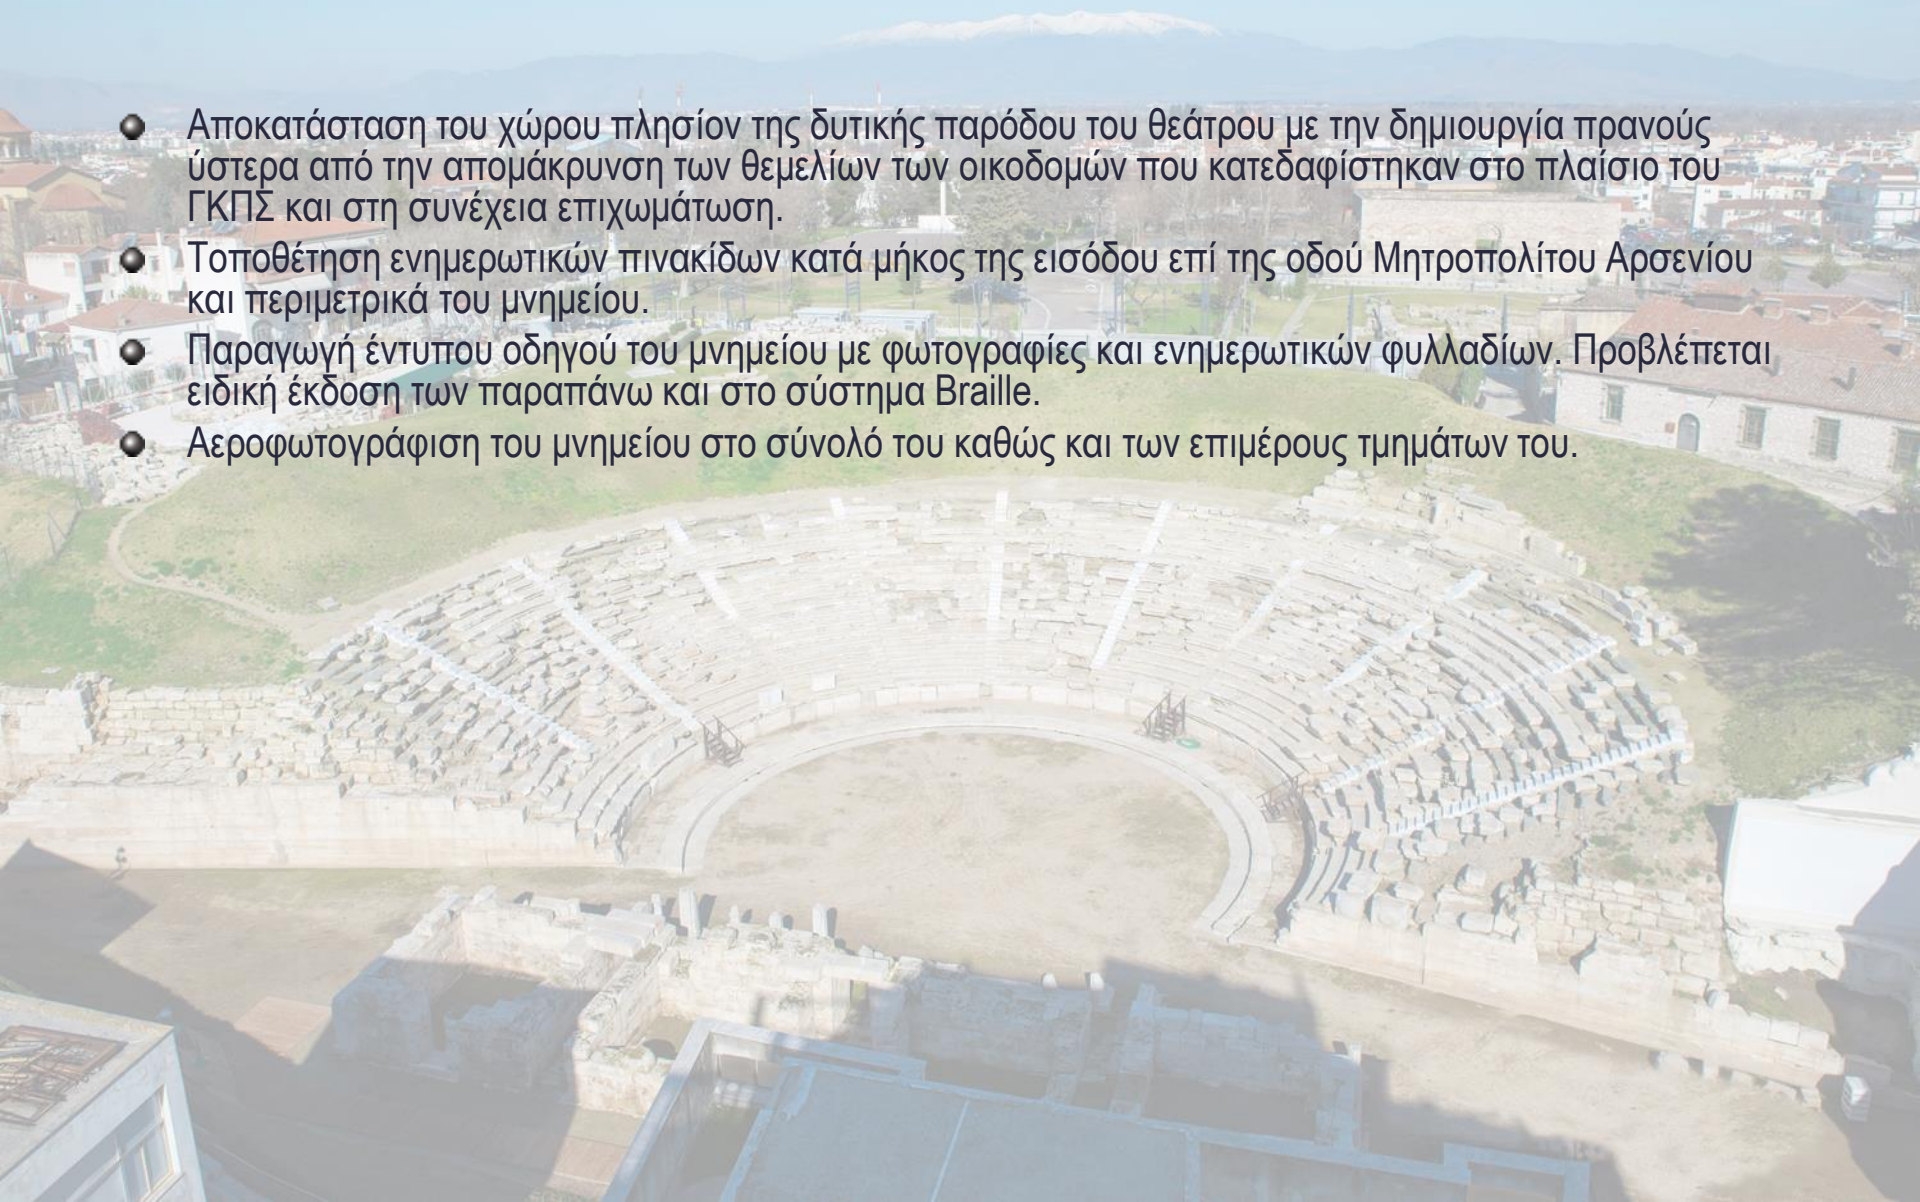 Αποκατάσταση του χώρου πλησίον της δυτικής παρόδου του θεάτρου με την δημιουργία πρανούς
ύστερα από την απομάκρυνση των θεμελίων των οικοδομών που κατεδαφίστηκαν στο πλαίσιο του
ΓΚΠΣ και στη συνέχεια επιχωμάτωση.
Τοποθέτηση ενημερωτικών πινακίδων κατά μήκος της εισόδου επί της οδού Μητροπολίτου Αρσενίου
και περιμετρικά του μνημείου.
Παραγωγή έντυπου οδηγού του μνημείου με φωτογραφίες και ενημερωτικών φυλλαδίων. Προβλέπεται
ειδική έκδοση των παραπάνω και στο σύστημα Braille.
Αεροφωτογράφιση του μνημείου στο σύνολό του καθώς και των επιμέρους τμημάτων του.